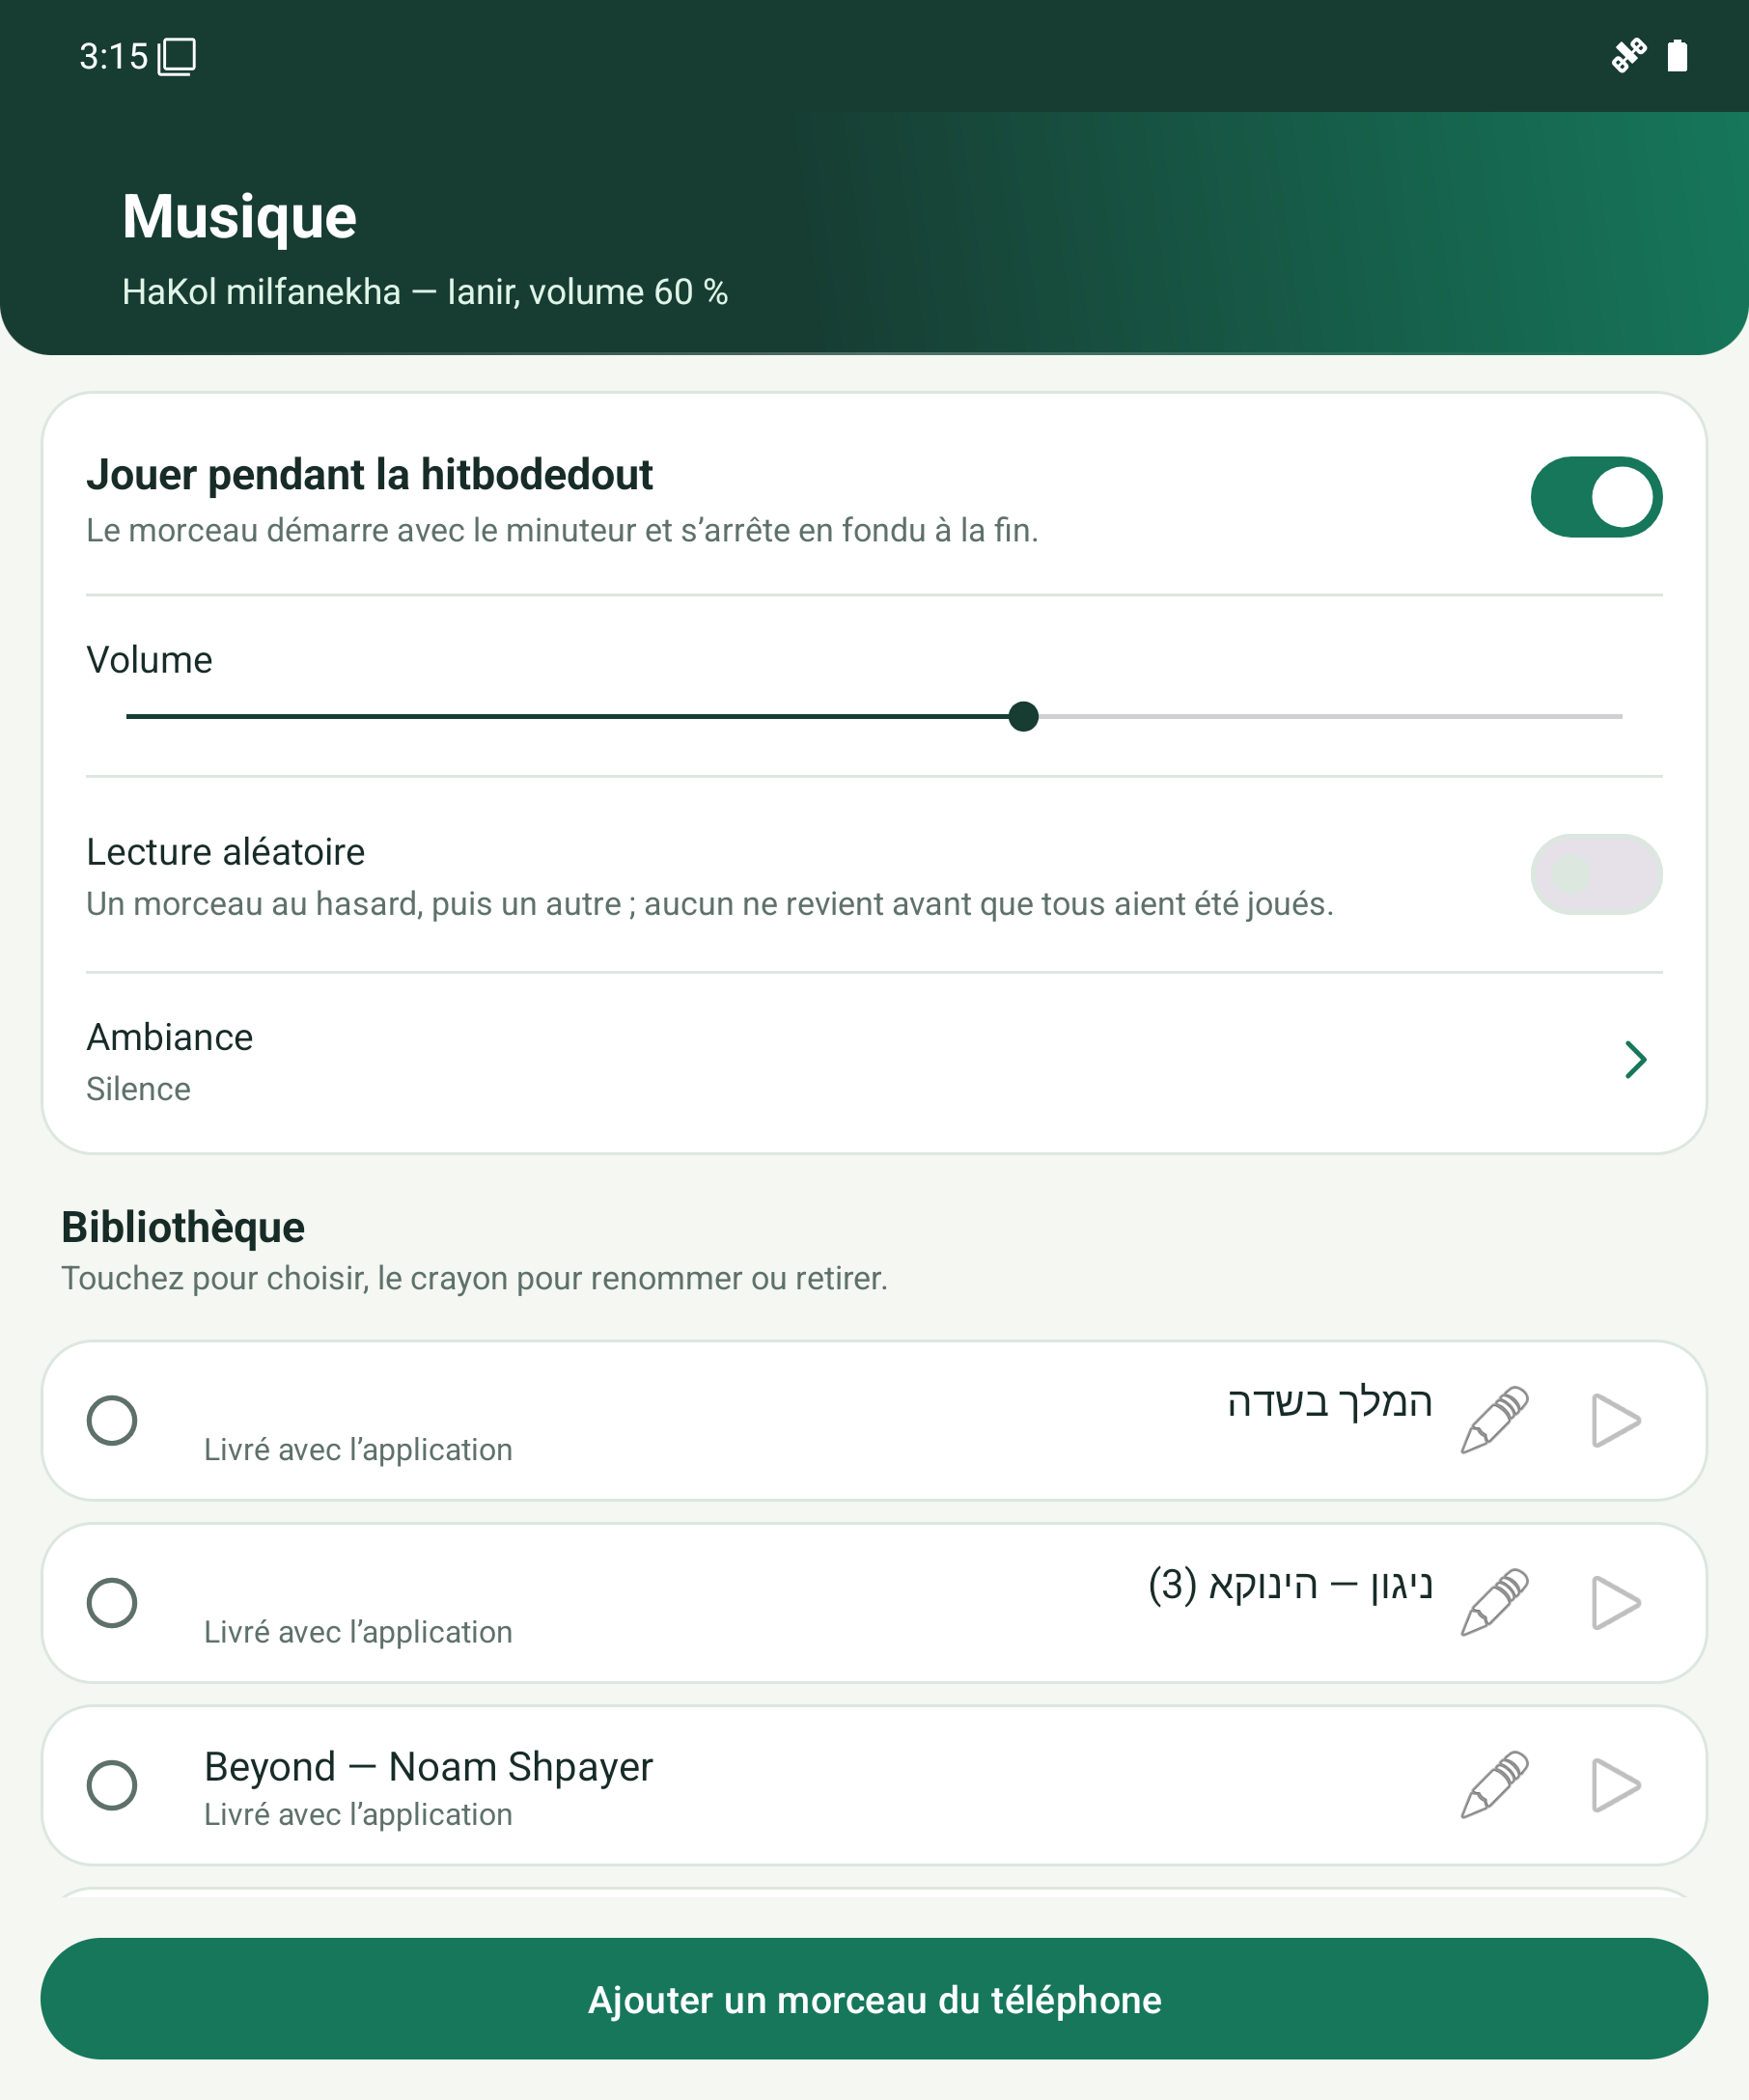 3:15
Musique
HaKol milfanekha — Ianir, volume 60 %
Jouer pendant la hitbodedout
Le morceau démarre avec le minuteur et s’arrête en fondu à la fin.
Volume
Lecture aléatoire
Un morceau au hasard, puis un autre ; aucun ne revient avant que tous aient été joués.
Ambiance
Silence
Bibliothèque
Touchez pour choisir, le crayon pour renommer ou retirer.
המלך בשדה
Livré avec l’application
ניגון — הינוקא (3)
Livré avec l’application
Beyond — Noam Shpayer
Livré avec l’application
Ajouter un morceau du téléphone